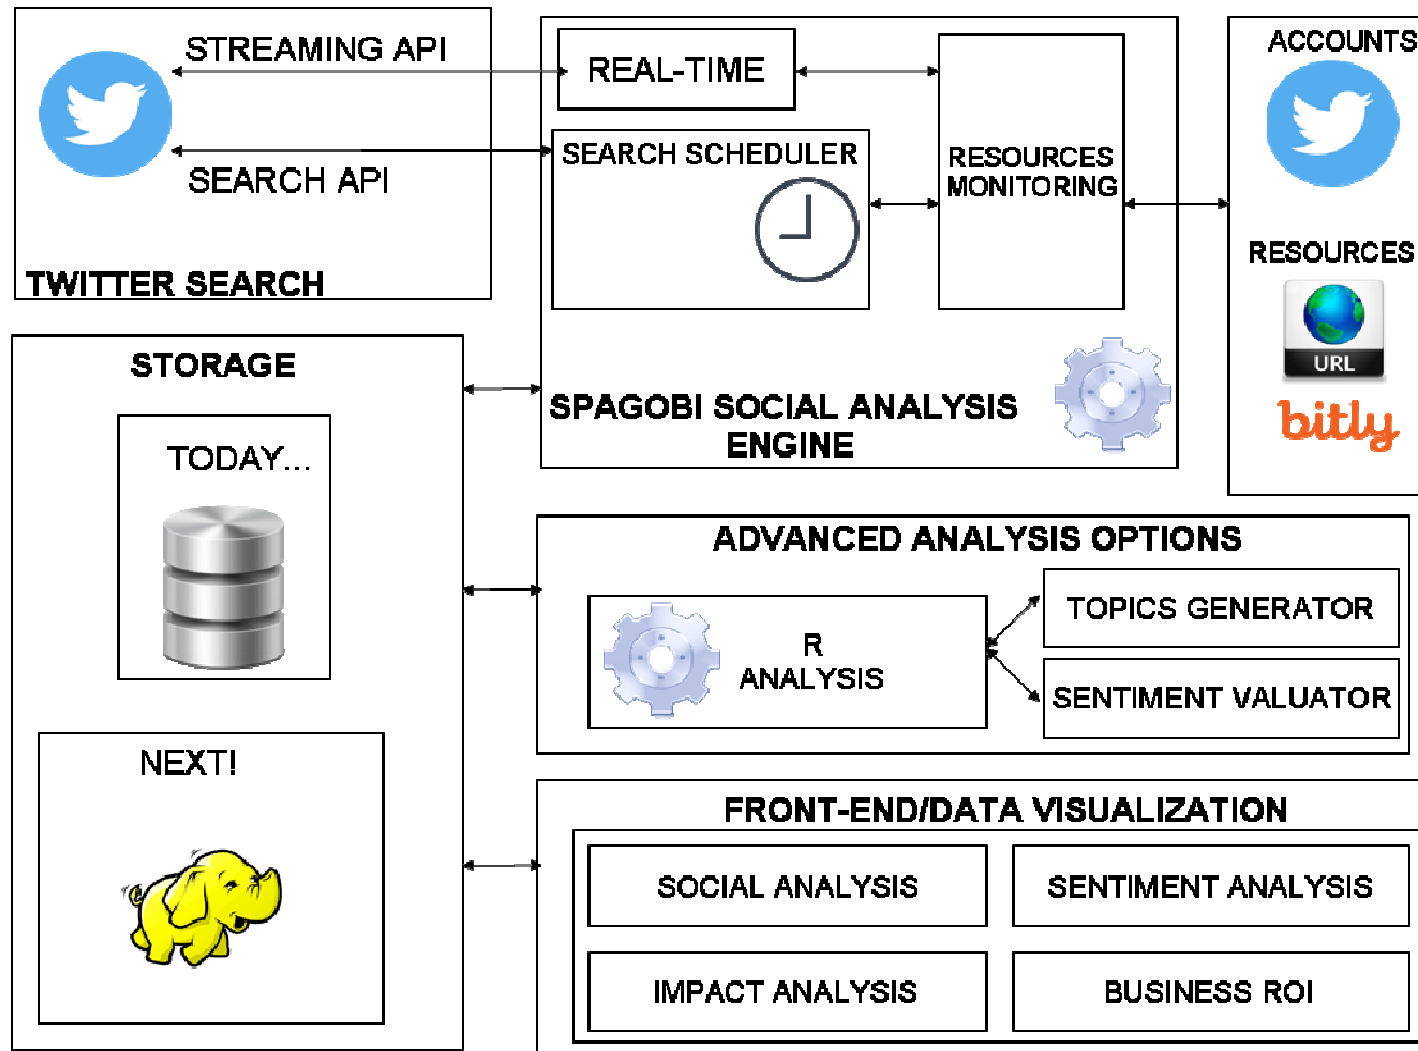 STREAMING API
SEARCH API
TWITTER SEARCH
REAL-TIME
SEARCH SCHEDULER
RESOURCES
MONITORING
SPAGOBI SOCIAL ANALYSIS
ENGINE
ACCOUNTS
RESOURCES
URL
bitly
STORAGE
TODAY...
NEXT!
ADVANCED ANALYSIS OPTIONS
R
ANALYSIS
TOPICS GENERATOR
SENTIMENT VALUATOR
FRONT-END/DATA VISUALIZATION
SOCIAL ANALYSIS
SENTIMENT ANALYSIS
IMPACT ANALYSIS
BUSINESS ROI